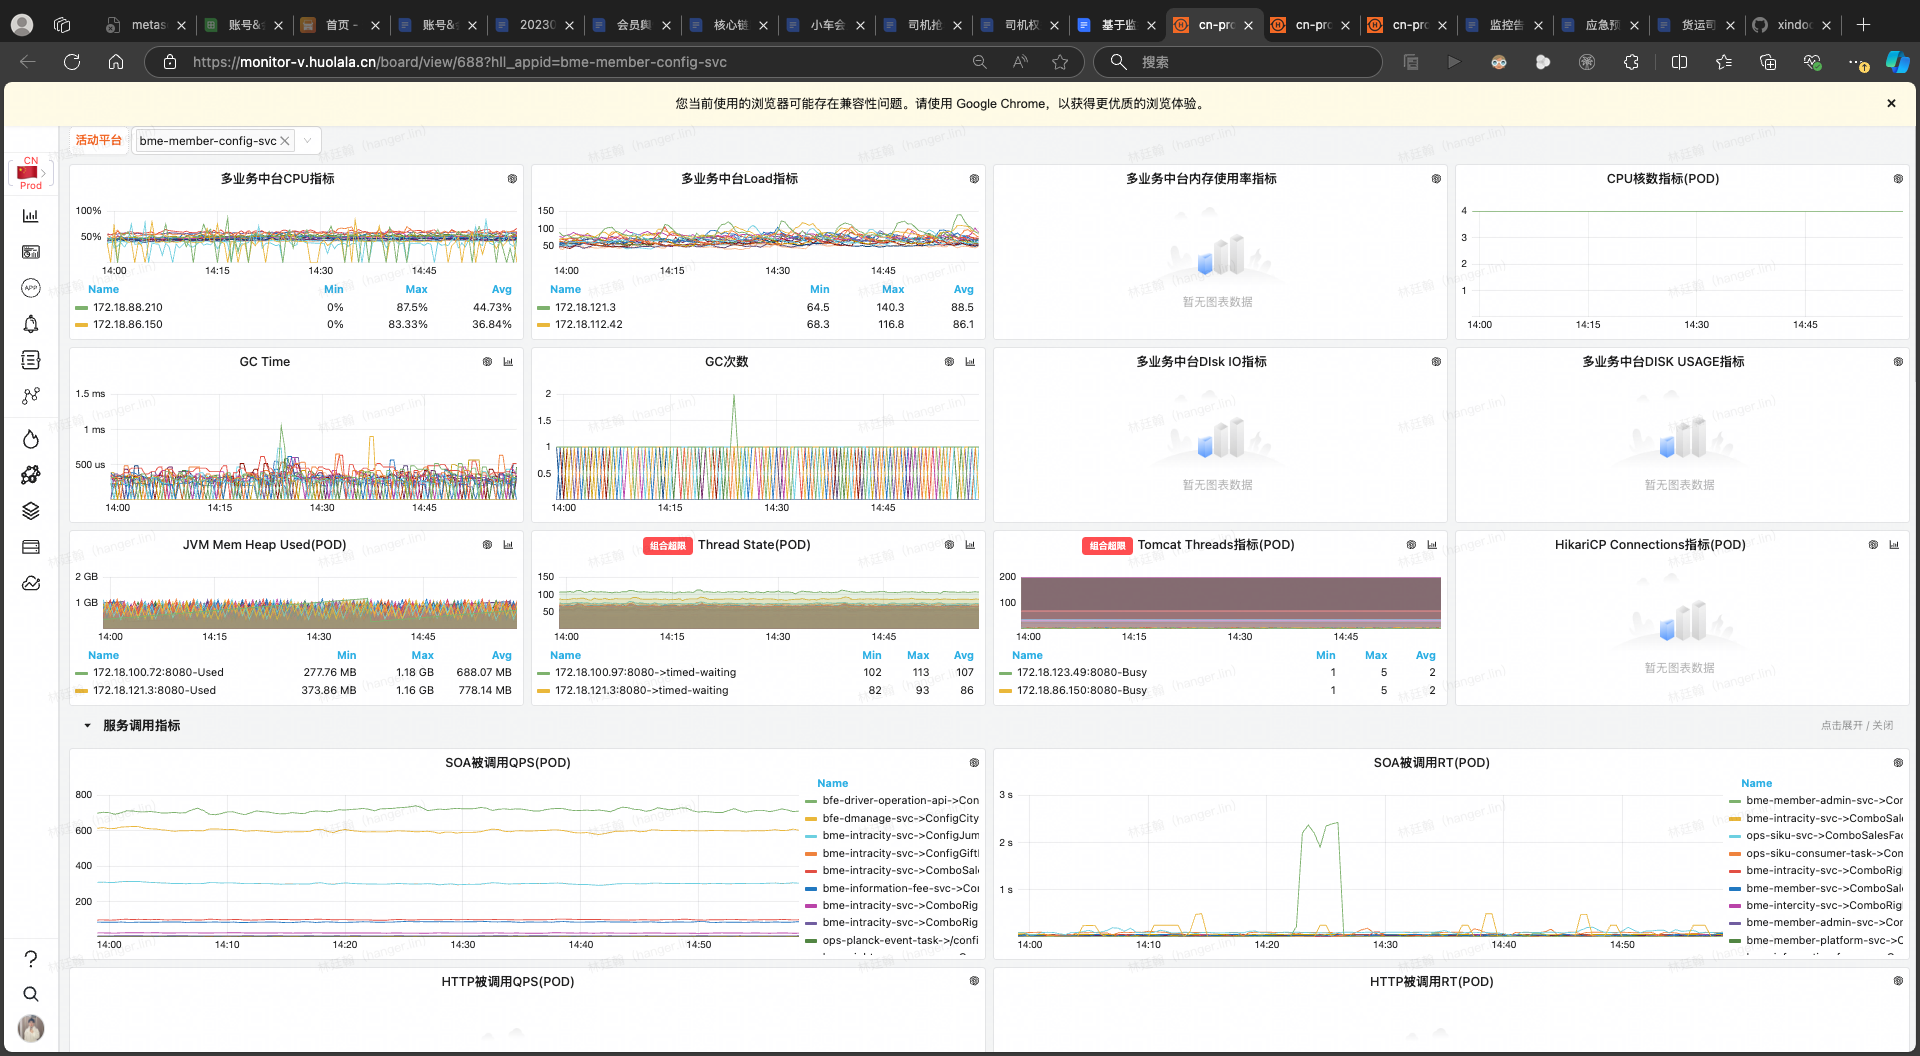 metas
账号&
首页 -
账号&
20230
会员舆
核心链
小车会
司机抢
司机权
基于监
cn-pro
cn-pro
cn-pro
监控告
应急预
货运司
xindoc
https://monitor-v.huolala.cn/board/view/688?hll_appid=bme-member-config-svc
搜索
您当前使用的浏览器可能存在兼容性问题。请使用 Google Chrome，以获得更优质的浏览体验。
活动平台
bme-member-config-svc
CN
Prod
APP
多业务中台CPU指标
100%
50%
14:00 14:15 14:30 14:45
Name Min Max Avg
172.18.88.210 0% 87.5% 44.73%
172.18.86.150 0% 83.33% 36.84%
多业务中台Load指标
150
100
50
14:00 14:15 14:30 14:45
Name Min Max Avg
172.18.121.3 64.5 140.3 88.5
172.18.112.42 68.3 116.8 86.1
多业务中台内存使用率指标
暂无图表数据
CPU核数指标(POD)
4
3
2
1
14:00 14:15 14:30 14:45
GC Time
1.5 ms
1 ms
500 us
14:00 14:15 14:30 14:45
GC次数
2
1.5
1
0.5
14:00 14:15 14:30 14:45
多业务中台DIsk IO指标
暂无图表数据
多业务中台DISK USAGE指标
暂无图表数据
JVM Mem Heap Used(POD)
2 GB
1 GB
14:00 14:15 14:30 14:45
Name Min Max Avg
172.18.100.72:8080-Used 277.76 MB 1.18 GB 688.07 MB
172.18.121.3:8080-Used 373.86 MB 1.16 GB 778.14 MB
组合超限 Thread State(POD)
150
100
50
14:00 14:15 14:30 14:45
Name Min Max Avg
172.18.100.97:8080->timed-waiting 102 113 107
172.18.121.3:8080->timed-waiting 82 93 86
组合超限 Tomcat Threads指标(POD)
200
100
14:00 14:15 14:30 14:45
Name Min Max Avg
172.18.123.49:8080-Busy 1 5 2
172.18.86.150:8080-Busy 1 5 2
HikariCP Connections指标(POD)
暂无图表数据
服务调用指标
点击展开 / 关闭
SOA被调用QPS(POD)
800
600
400
200
14:00 14:10 14:20 14:30 14:40 14:50
Name
bfe-driver-operation-api->Con
bfe-dmanage-svc->ConfigCity
bme-intracity-svc->ConfigJum
bme-intracity-svc->ConfigGift
bme-intracity-svc->ComboSal
bme-information-fee-svc->Co
bme-intracity-svc->ComboRig
bme-intracity-svc->ComboRig
ops-planck-event-task->/confi
SOA被调用RT(POD)
3 s
2 s
1 s
14:00 14:10 14:20 14:30 14:40 14:50
Name
bme-member-admin-svc->Cor
bme-intracity-svc->ComboSale
ops-siku-svc->ComboSalesFac
ops-siku-consumer-task->Com
bme-intracity-svc->ComboRigl
bme-member-svc->ComboSal
bme-intercity-svc->ComboRigl
bme-member-admin-svc->Cor
bme-member-platform-svc->C
HTTP被调用QPS(POD)
HTTP被调用RT(POD)
林廷翰（hanger.lin）